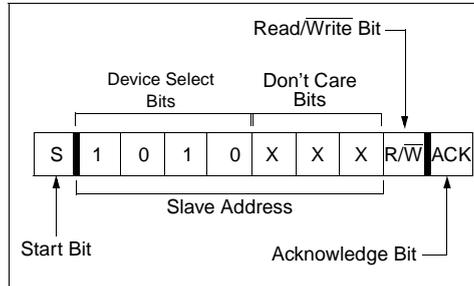 Read/Write Bit
Device Select Bits
Don't Care Bits
S 1 0 1 0 X X X R/W ACK
Slave Address
Start Bit
Acknowledge Bit